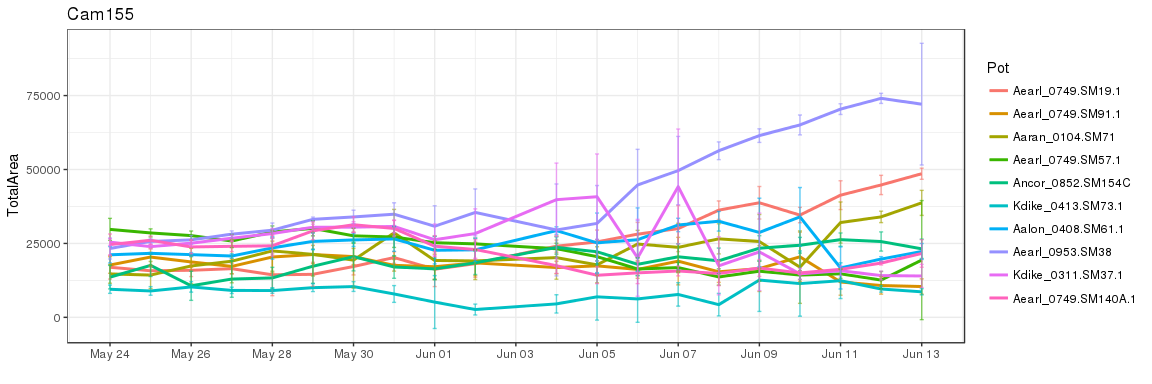 Cam155
TotalArea
75000
50000
25000
0
May 24 May 26 May 28 May 30 Jun 01 Jun 03 Jun 05 Jun 07 Jun 09 Jun 11 Jun 13
Pot
Aearl_0749.SM19.1
Aearl_0749.SM91.1
Aaran_0104.SM71
Aearl_0749.SM57.1
Ancor_0852.SM154C
Kdike_0413.SM73.1
Aalon_0408.SM61.1
Aearl_0953.SM38
Kdike_0311.SM37.1
Aearl_0749.SM140A.1